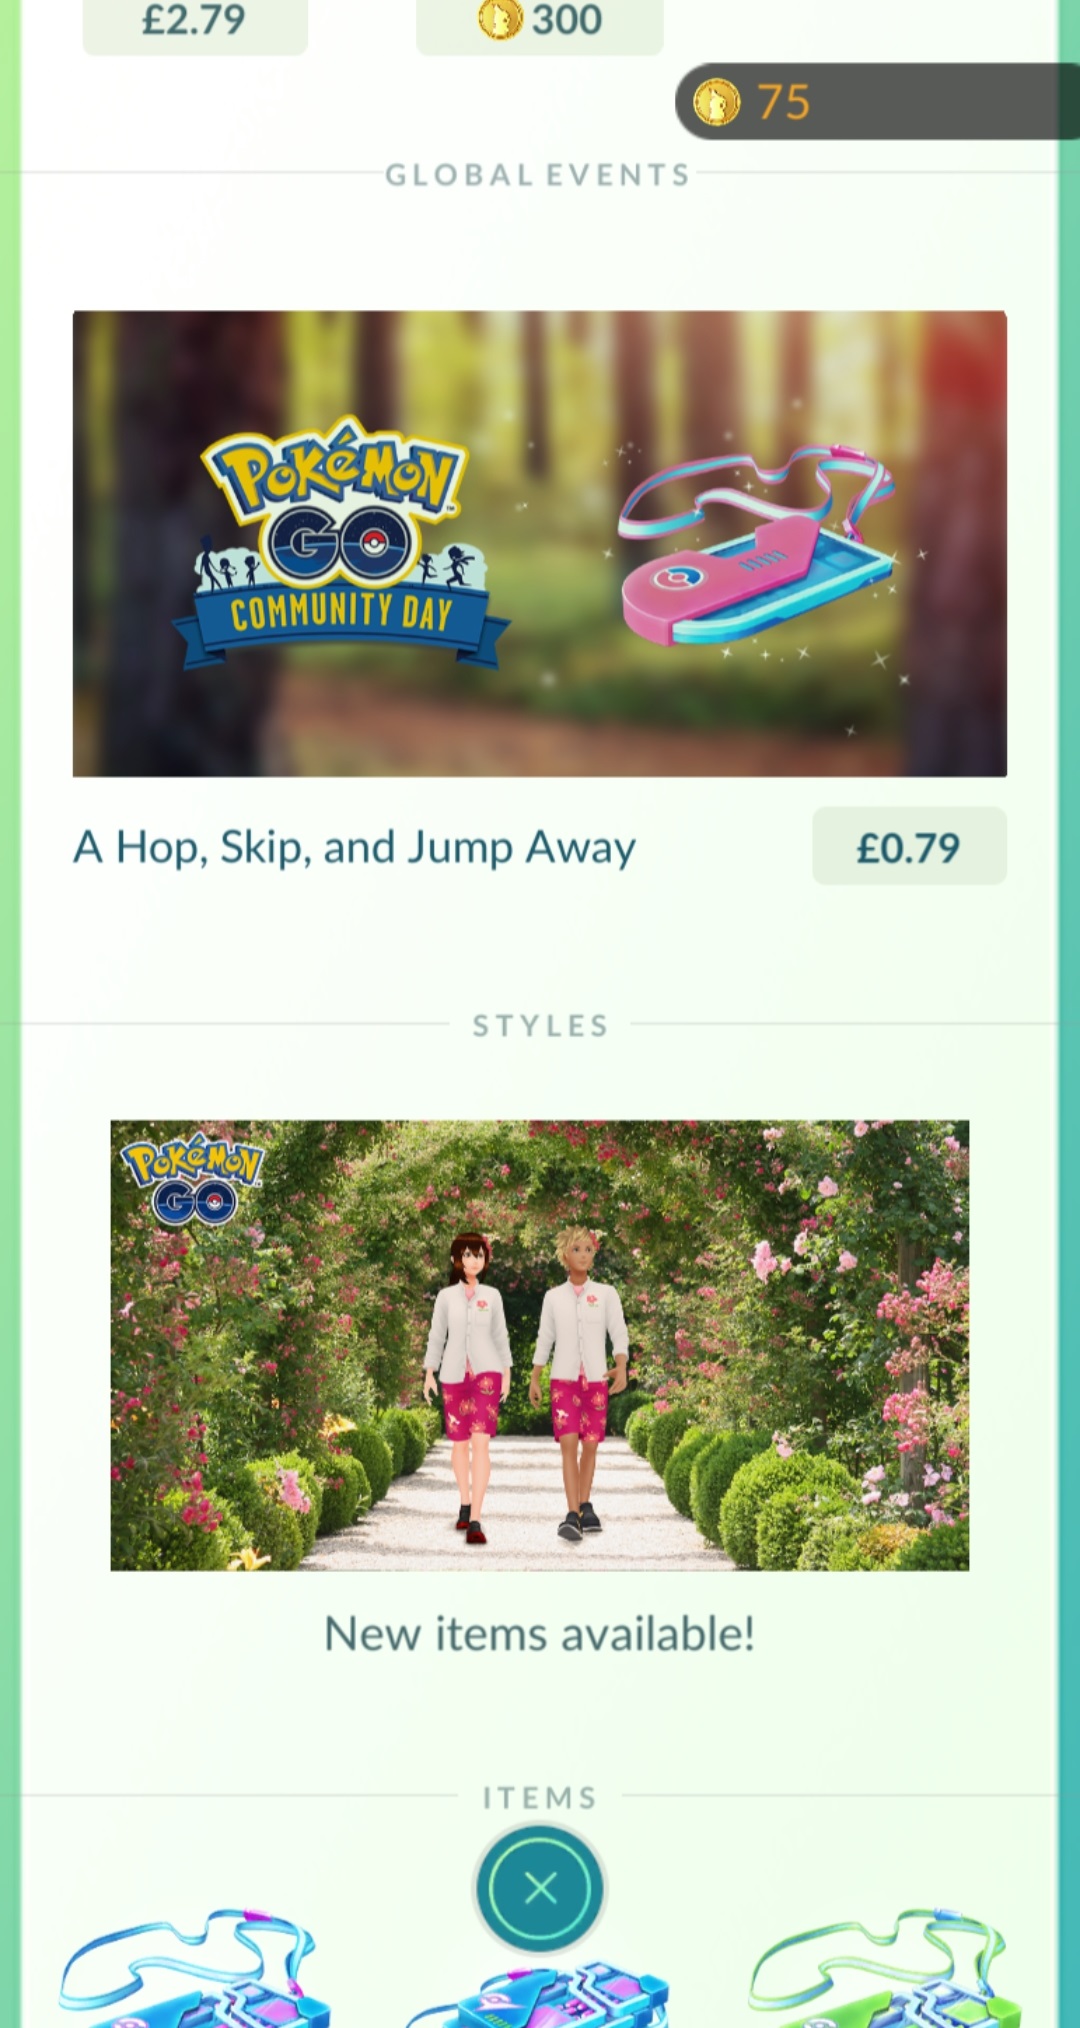 £2.79
300
75
GLOBAL EVENTS
POKÉMON
GO
COMMUNITY DAY
A Hop, Skip, and Jump Away
£0.79
STYLES
POKÉMON
GO
New items available!
ITEMS